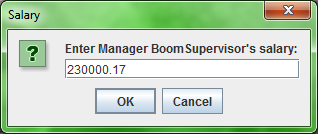 Salary
Enter Manager BoomSupervisor's salary:
230000.17
OK Cancel